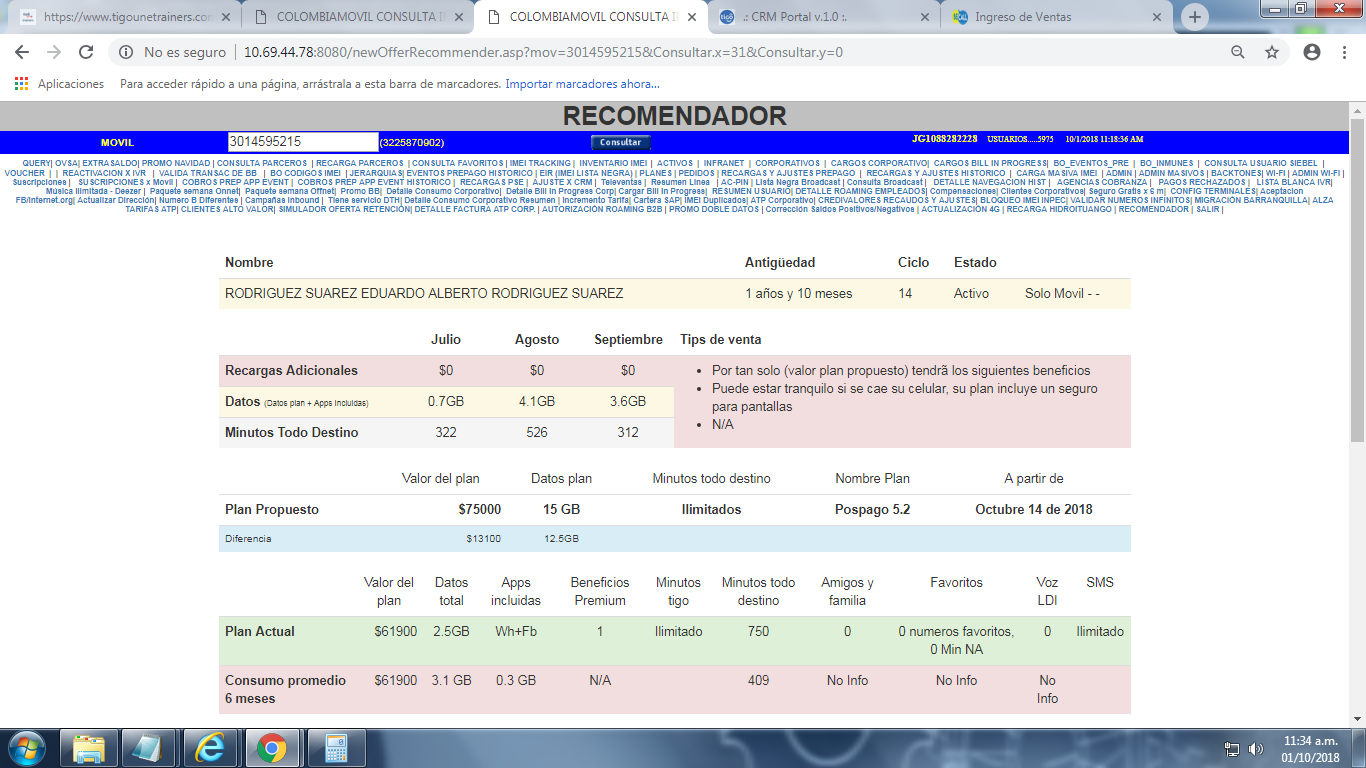 https://www.tigounetrainers.con
COLOMBIAMOVIL CONSULTA I
COLOMBIAMOVIL CONSULTA I
.: CRM Portal v.1.0 :.
Ingreso de Ventas
No es seguro | 10.69.44.78:8080/newOfferRecommender.asp?mov=3014595215&Consultar.x=31&Consultar.y=0
Aplicaciones Para acceder rápido a una página, arrástrala a esta barra de marcadores. Importar marcadores ahora...
RECOMENDADOR
MOVIL 3014595215 (3225870902) Consultar JG1088282228 USUARIOS.....5975 10/1/2018 11:18:36 AM
QUERY| OVSA| EXTRASALDO| PROMO NAVIDAD | CONSULTA PARCEROS | RECARGA PARCEROS | CONSULTA FAVORITOS | IMEI TRACKING | INVENTARIO IMEI | ACTIVOS | INFRANET | CORPORATIVOS | CARGOS CORPORATIVO| CARGOS BILL IN PROGRESS| BO_EVENTOS_PRE | BO_INMUNES | CONSULTA USUARIO SIEBEL |
VOUCHER | | REACTIVACION X IVR | VALIDA TRANSAC DE BB | BO CODIGOS IMEI | JERARQUIAS| EVENTOS PREPAGO HISTORICO | EIR (IMEI LISTA NEGRA) | PLANES | PEDIDOS | RECARGAS Y AJUSTES PREPAGO | RECARGAS Y AJUSTES HISTORICO | CARGA MASIVA IMEI | ADMIN | ADMIN MASIVOS | BACKTONES| WI-FI | ADMIN WI-FI |
Suscripciones | SUSCRIPCIONES x Movil | COBROS PREP APP EVENT | COBROS PREP APP EVENT HISTORICO | RECARGAS PSE | AJUSTE X CRM | Televentas | Resumen Linea | AC-PIN | Lista Negra Broadcast | Consulta Broadcast | DETALLE NAVEGACION HIST | AGENCIAS COBRANZA | PAGOS RECHAZADOS | LISTA BLANCA IVR|
Musica Ilimitada - Deezer | Paquete semana Onnet| Paquete semana Offnet| Promo BB| Detalle Consumo Corporativo| Detalle Bill In Progress Corp| Cargar Bill In Progress| RESUMEN USUARIO| DETALLE ROAMING EMPLEADOS| Compensaciones| Clientes Corporativos| Seguro Gratis x 6 m| CONFIG TERMINALES| Aceptacion
FB/Internet.org| Actualizar Dirección| Numero B Diferentes | Campañas Inbound | Tiene servicio DTH| Detalle Consumo Corporativo Resumen | Incremento Tarifa| Cartera SAP| IMEI Duplicados| ATP Corporativo| CREDIVALORES RECAUDOS Y AJUSTES| BLOQUEO IMEI INPEC| VALIDAR NUMEROS INFINITOS| MIGRACIÓN BARRANQUILLA| ALZA
TARIFAS ATP| CLIENTES ALTO VALOR| SIMULADOR OFERTA RETENCIÓN| DETALLE FACTURA ATP CORP. | AUTORIZACIÓN ROAMING B2B | PROMO DOBLE DATOS | Corrección Saldos Positivos/Negativos | ACTUALIZACIÓN 4G | RECARGA HIDROITUANGO | RECOMENDADOR | SALIR |
Nombre Antigüedad Ciclo Estado
RODRIGUEZ SUAREZ EDUARDO ALBERTO RODRIGUEZ SUAREZ 1 años y 10 meses 14 Activo Solo Movil - -
Julio Agosto Septiembre Tips de venta
Recargas Adicionales $0 $0 $0
Datos (Datos plan + Apps Incluidas) 0.7GB 4.1GB 3.6GB
Minutos Todo Destino 322 526 312
• Por tan solo (valor plan propuesto) tendrã los siguientes beneficios
• Puede estar tranquilo si se cae su celular, su plan incluye un seguro
para pantallas
• N/A
Valor del plan Datos plan Minutos todo destino Nombre Plan A partir de
Plan Propuesto $75000 15 GB Ilimitados Pospago 5.2 Octubre 14 de 2018
Diferencia $13100 12.5GB
Valor del Datos Apps Beneficios Minutos Minutos todo Amigos y Favoritos Voz SMS
plan total incluidas Premium tigo destino familia LDI
Plan Actual $61900 2.5GB Wh+Fb 1 Ilimitado 750 0 0 numeros favoritos, 0 Ilimitado
0 Min NA
Consumo promedio $61900 3.1 GB 0.3 GB N/A 409 No Info No Info No
6 meses Info
11:34 a.m.
01/10/2018